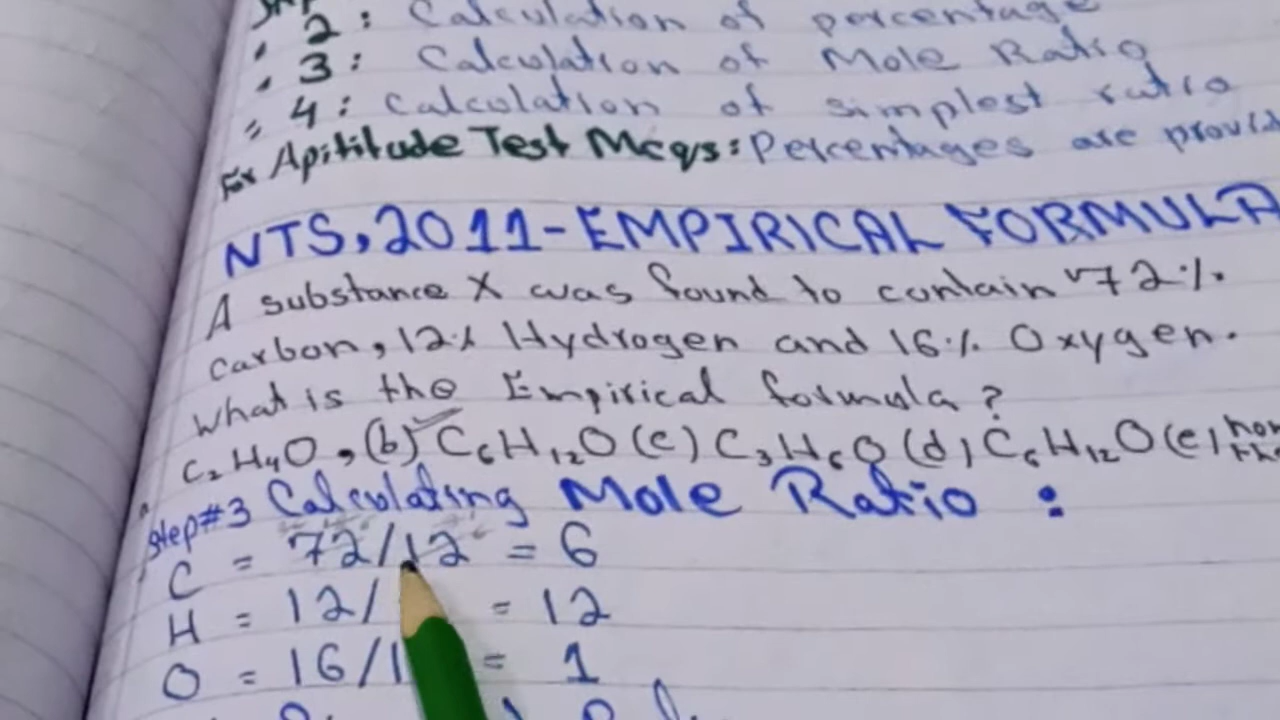 2: Calculation of percentage
3: Calculation of Mole Ratio
4: Calculation of simplest ratio
For Apititude Test Mcqs: Percentages are
NTS, 2011-EMPIRICAL FORMULA
A substance X was found to contain 72%
carbon, 12% Hydrogen and 16% Oxygen.
What is the Empirical formula?
C₂H₄O, (b) C₆H₁₂O (c) C₃H₆O (d) C₆H₁₂O (e)
Step#3 Calculating Mole Ratio:
C = 72/12 = 6
H = 12/ = 12
O = 16/1 = 1